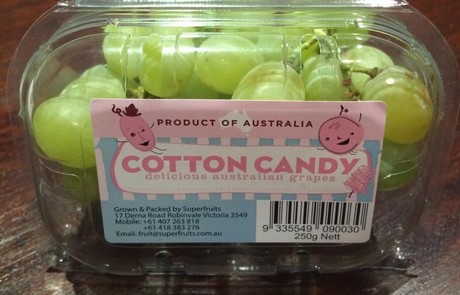 PRODUCT OF AUSTRALIA
COTTON CANDY
delicious australian grapes
Grown & Packed by Superfruits
17 Derna Road Robinvale Victoria 3549
Mobile: +61 407 263 818
+61 418 383 276
Email: fruit@superfruits.com.au
9 335549 090030
250g Nett